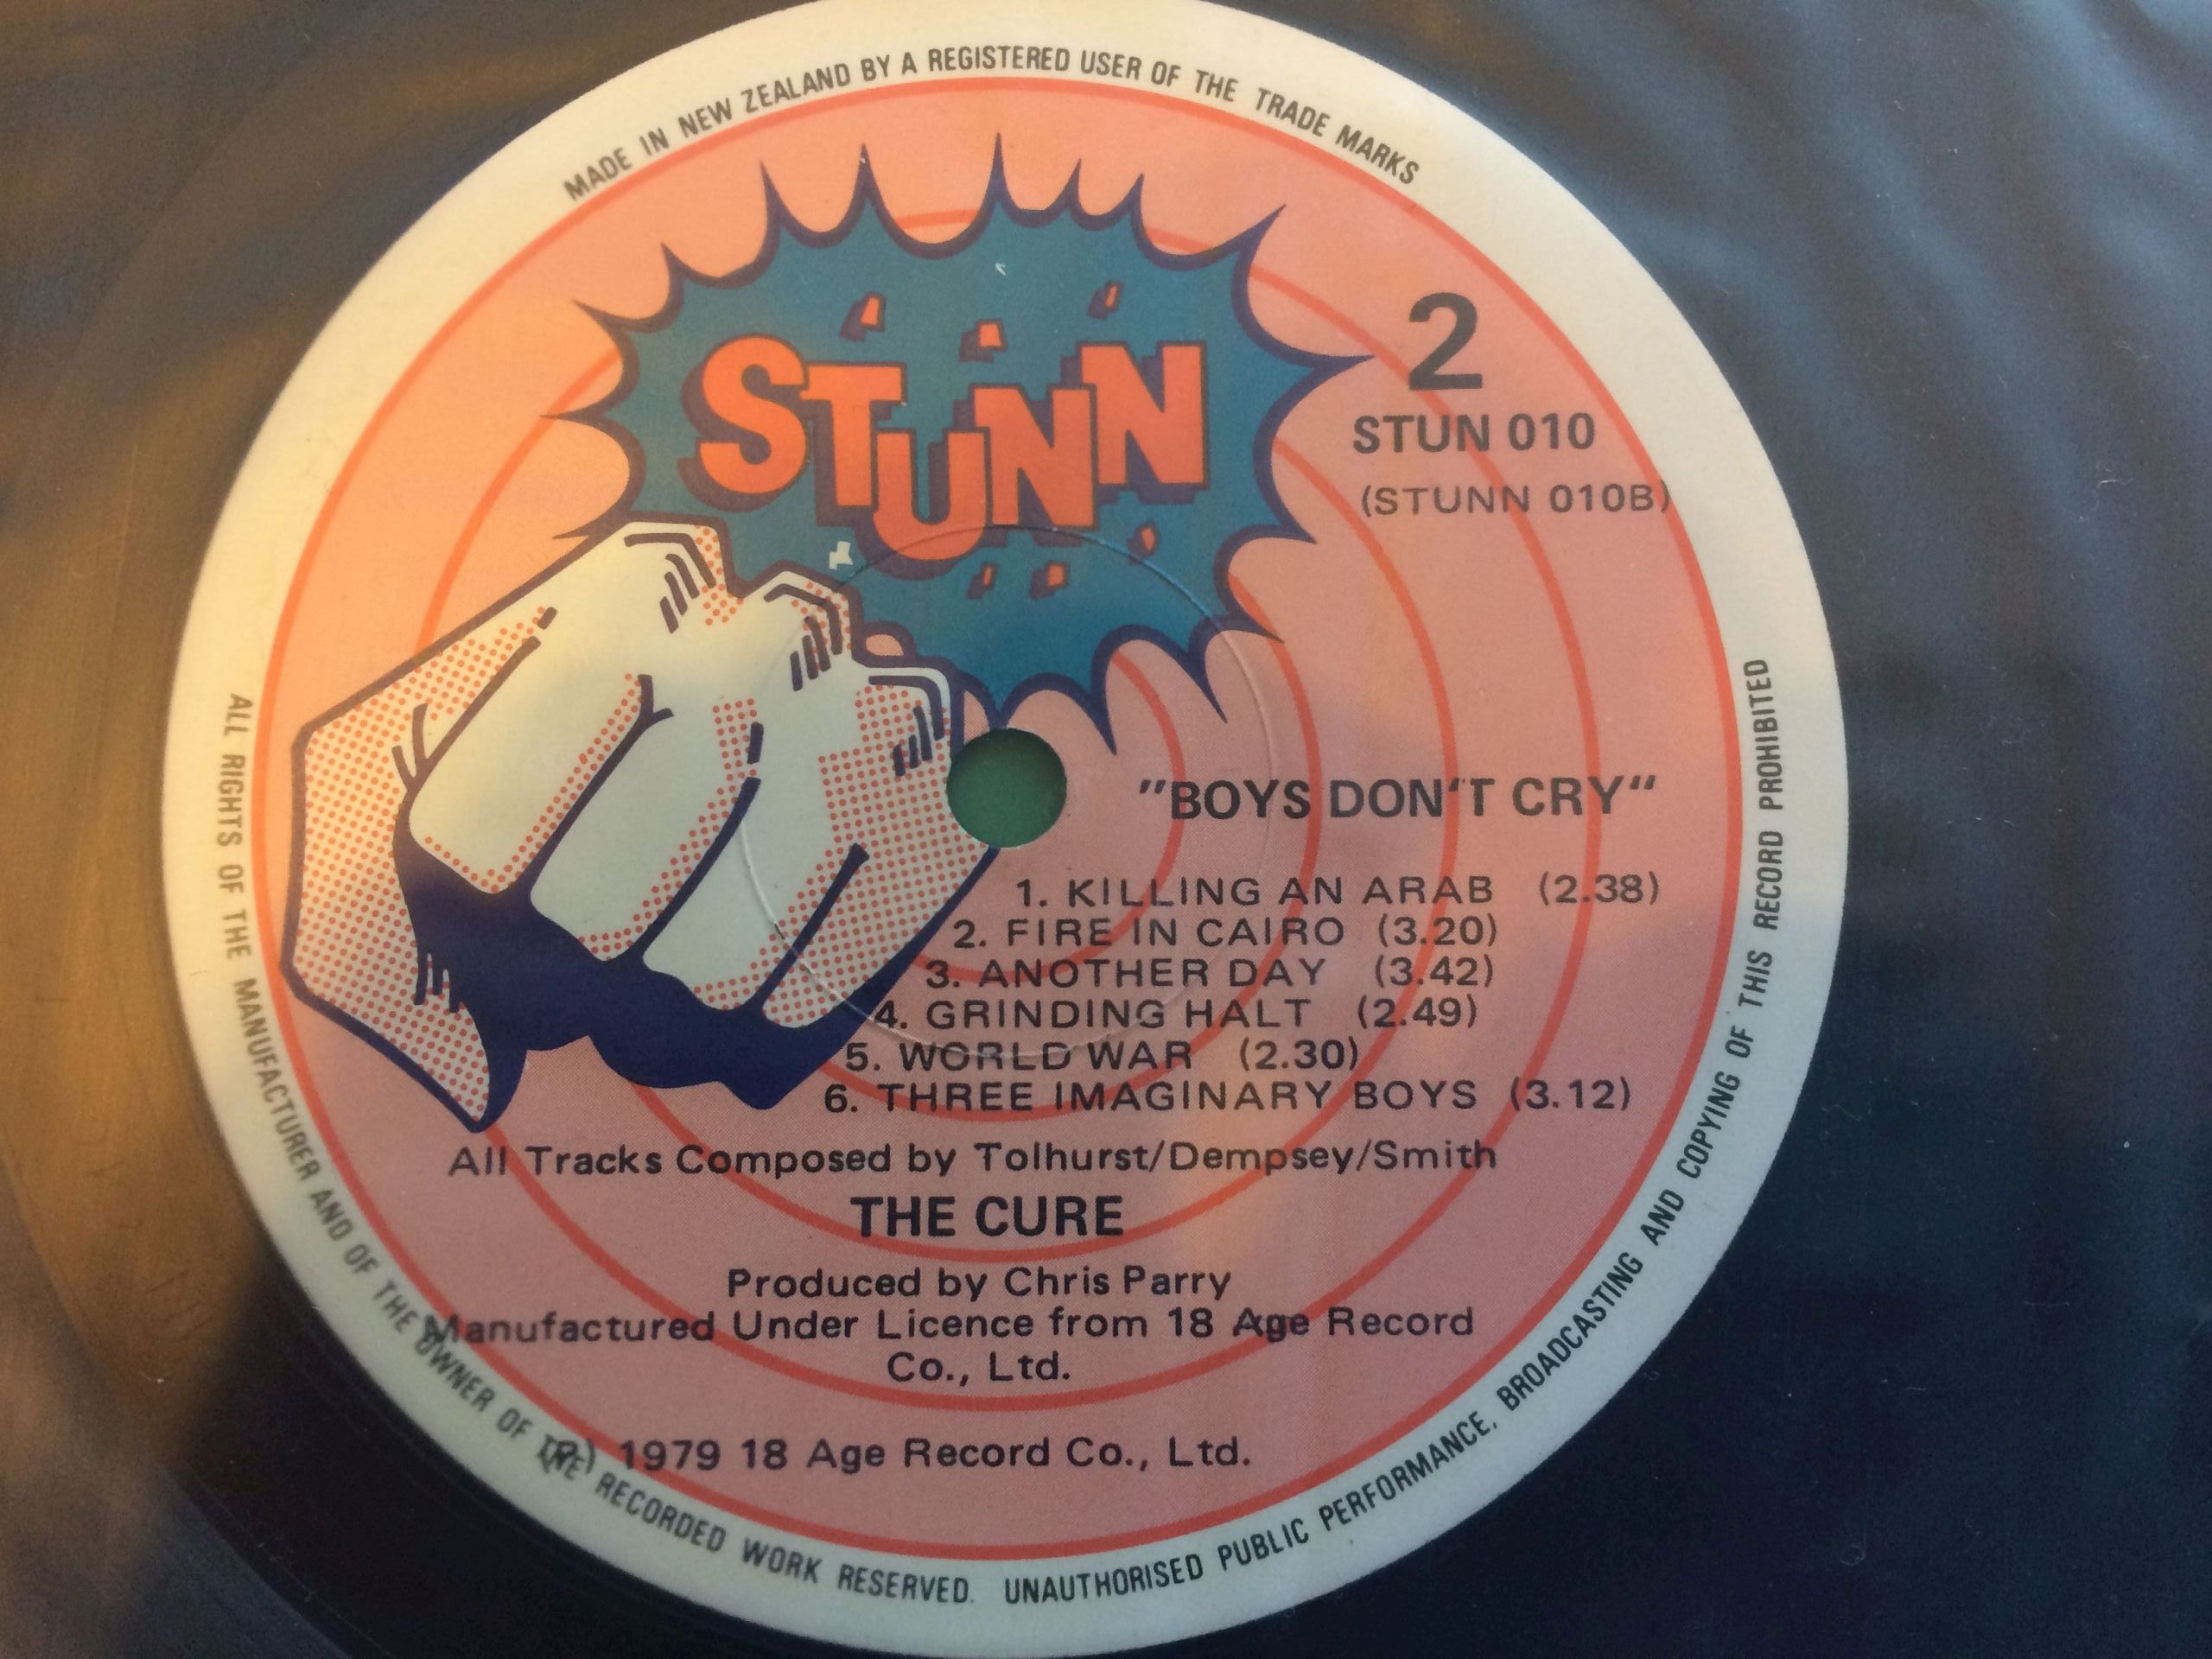 MADE IN NEW ZEALAND BY A REGISTERED USER OF THE TRADE MARKS
STUNN
2
STUN 010
(STUNN 010B)
"BOYS DON'T CRY"
1. KILLING AN ARAB (2.38)
2. FIRE IN CAIRO (3.20)
3. ANOTHER DAY (3.42)
4. GRINDING HALT (2.49)
5. WORLD WAR (2.30)
6. THREE IMAGINARY BOYS (3.12)
All Tracks Composed by Tolhurst/Dempsey/Smith
THE CURE
Produced by Chris Parry
Manufactured Under Licence from 18 Age Record
Co., Ltd.
(P) 1979 18 Age Record Co., Ltd.
ALL RIGHTS OF THE MANUFACTURER AND OF THE OWNER OF THE RECORDED WORK RESERVED. UNAUTHORISED PUBLIC PERFORMANCE, BROADCASTING AND COPYING OF THIS RECORD PROHIBITED